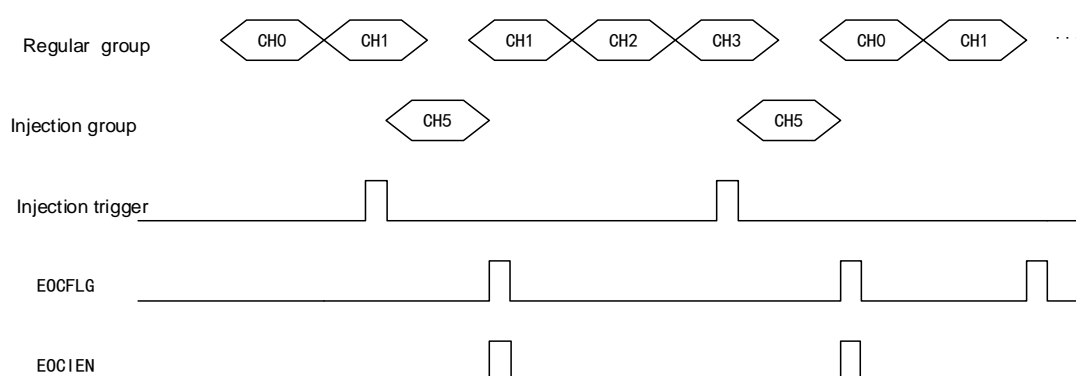 Regular group CH0 CH1 CH1 CH2 CH3 CH0 CH1 ..
Injection group CH5 CH5
Injection trigger
EOCFLG
EOCIEN